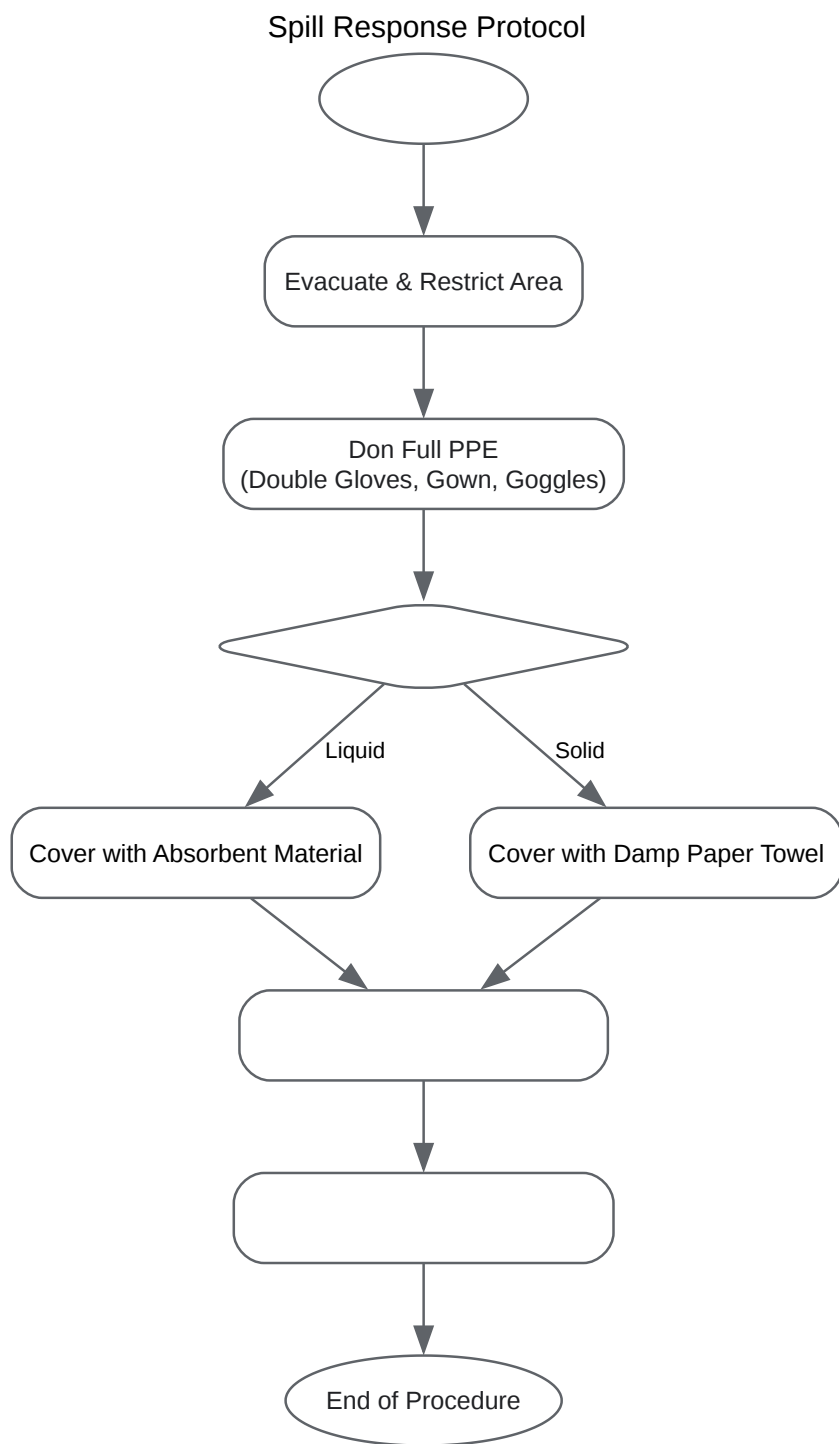 Spill Response Protocol
Evacuate & Restrict Area
Don Full PPE
(Double Gloves, Gown, Goggles)
Liquid
Solid
Cover with Absorbent Material
Cover with Damp Paper Towel
End of Procedure